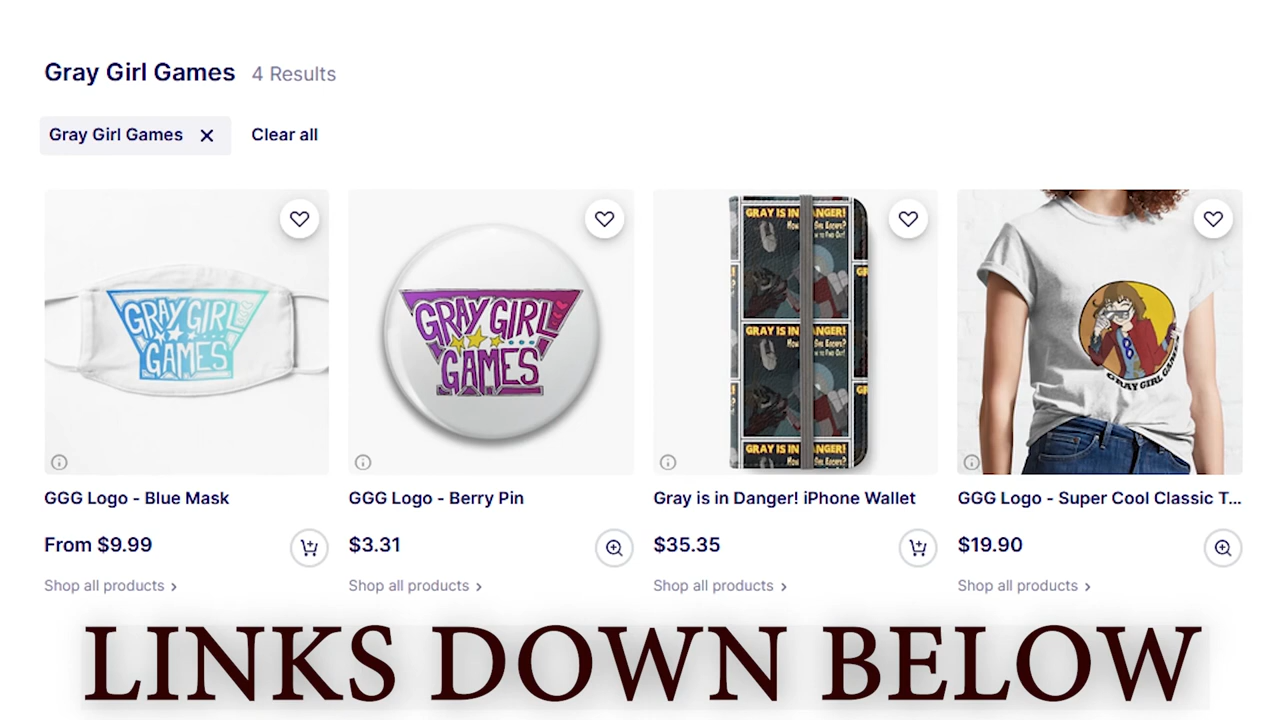 Gray Girl Games 4 Results
Gray Girl Games × Clear all
GRAY GIRL
GAMES
GRAY GIRL
GAMES
GRAY IS IN ANGER!
GRAY IS IN ANGER!
GRAY IS IN ANGER!
GRAY GIRL GAMES
GGG Logo - Blue Mask
GGG Logo - Berry Pin
Gray is in Danger! iPhone Wallet
GGG Logo - Super Cool Classic T...
From $9.99
$3.31
$35.35
$19.90
Shop all products >
Shop all products >
Shop all products >
Shop all products >
LINKS DOWN BELOW